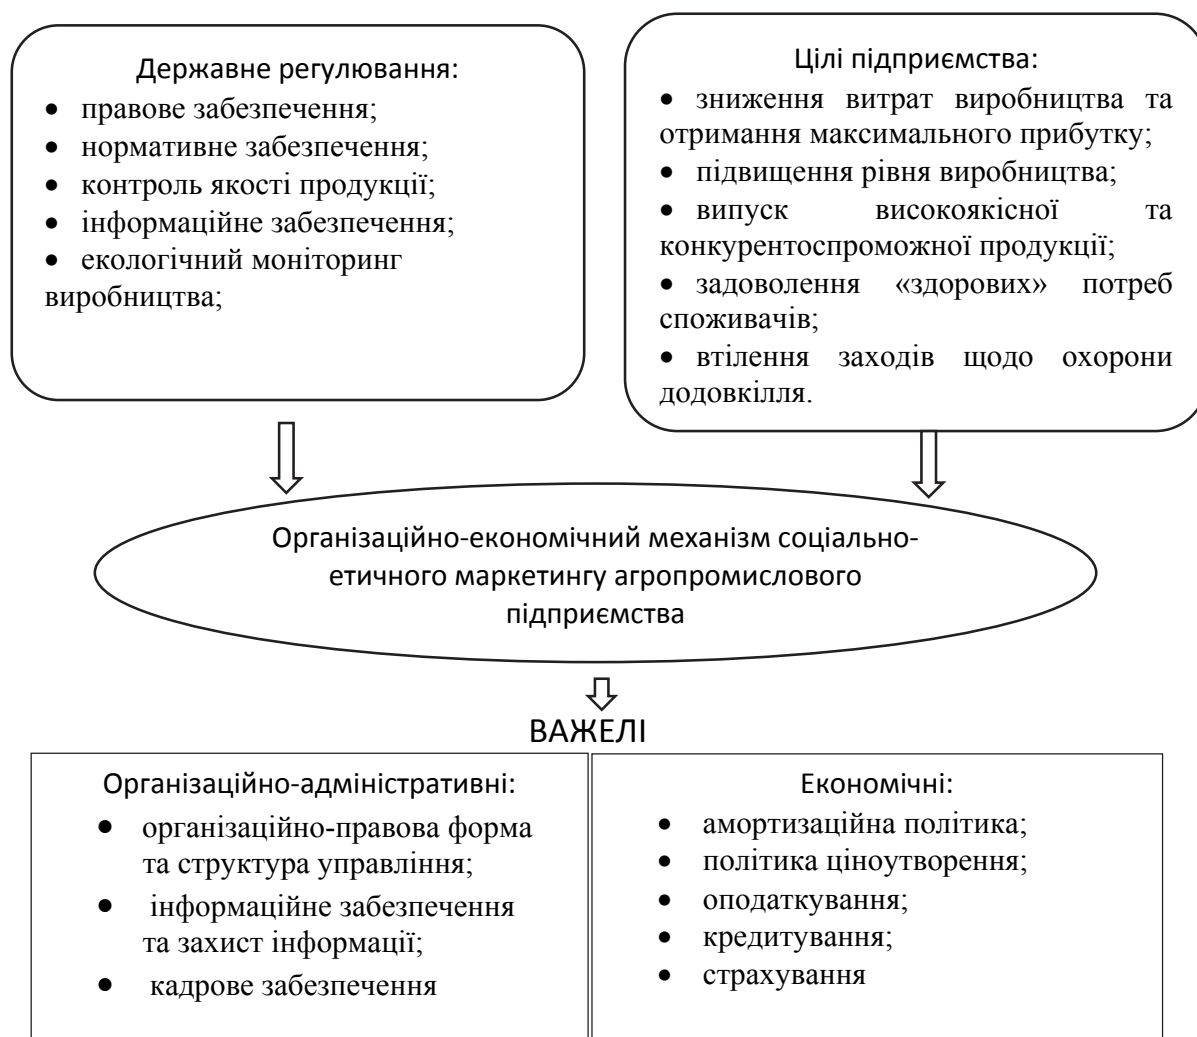 Державне регулювання:
• правове забезпечення;
• нормативне забезпечення;
• контроль якості продукції;
• інформаційне забезпечення;
• екологічний моніторинг
виробництва;
Цілі підприємства:
• зниження витрат виробництва та
отримання максимального прибутку;
• підвищення рівня виробництва;
• випуск високоякісної та
конкурентоспроможної продукції;
• задоволення «здорових» потреб
споживачів;
• втілення заходів щодо охорони
додовкілля.
Організаційно-економічний механізм соціально-
етичного маркетингу агропромислового
підприємства
ВАЖЕЛІ
Організаційно-адміністративні:
• організаційно-правова форма
та структура управління;
• інформаційне забезпечення
та захист інформації;
• кадрове забезпечення
Економічні:
• амортизаційна політика;
• політика ціноутворення;
• оподаткування;
• кредитування;
• страхування